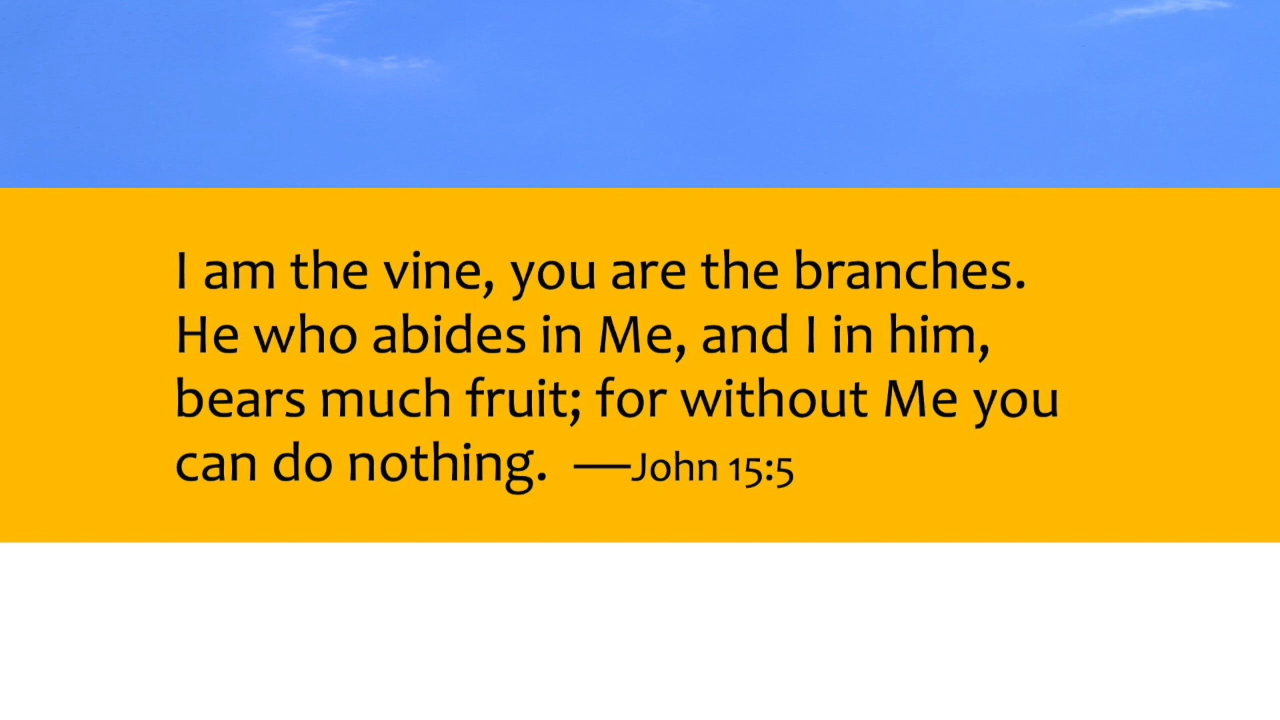 I am the vine, you are the branches.
He who abides in Me, and I in him,
bears much fruit; for without Me you
can do nothing. —John 15:5